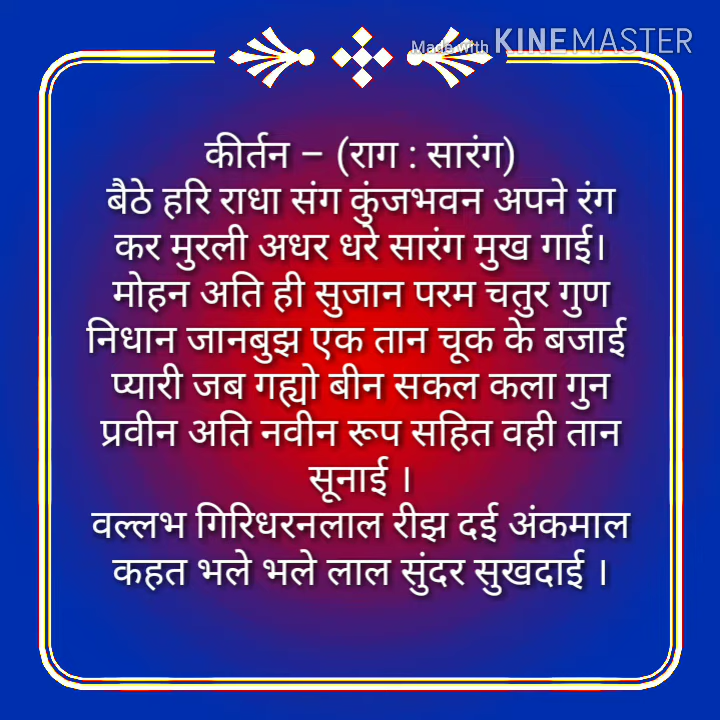 Made with KINEMASTER
कीर्तन – (राग : सारंग)
बैठे हरि राधा संग कुंजभवन अपने रंग
कर मुरली अधर धरे सारंग मुख गाई।
मोहन अति ही सुजान परम चतुर गुण
निधान जानबुझ एक तान चूक के बजाई
प्यारी जब गह्यो बीन सकल कला गुन
प्रवीन अति नवीन रूप सहित वही तान
सूनाई ।
वल्लभ गिरिधरनलाल रीझ दई अंकमाल
कहत भले भले लाल सुंदर सुखदाई ।